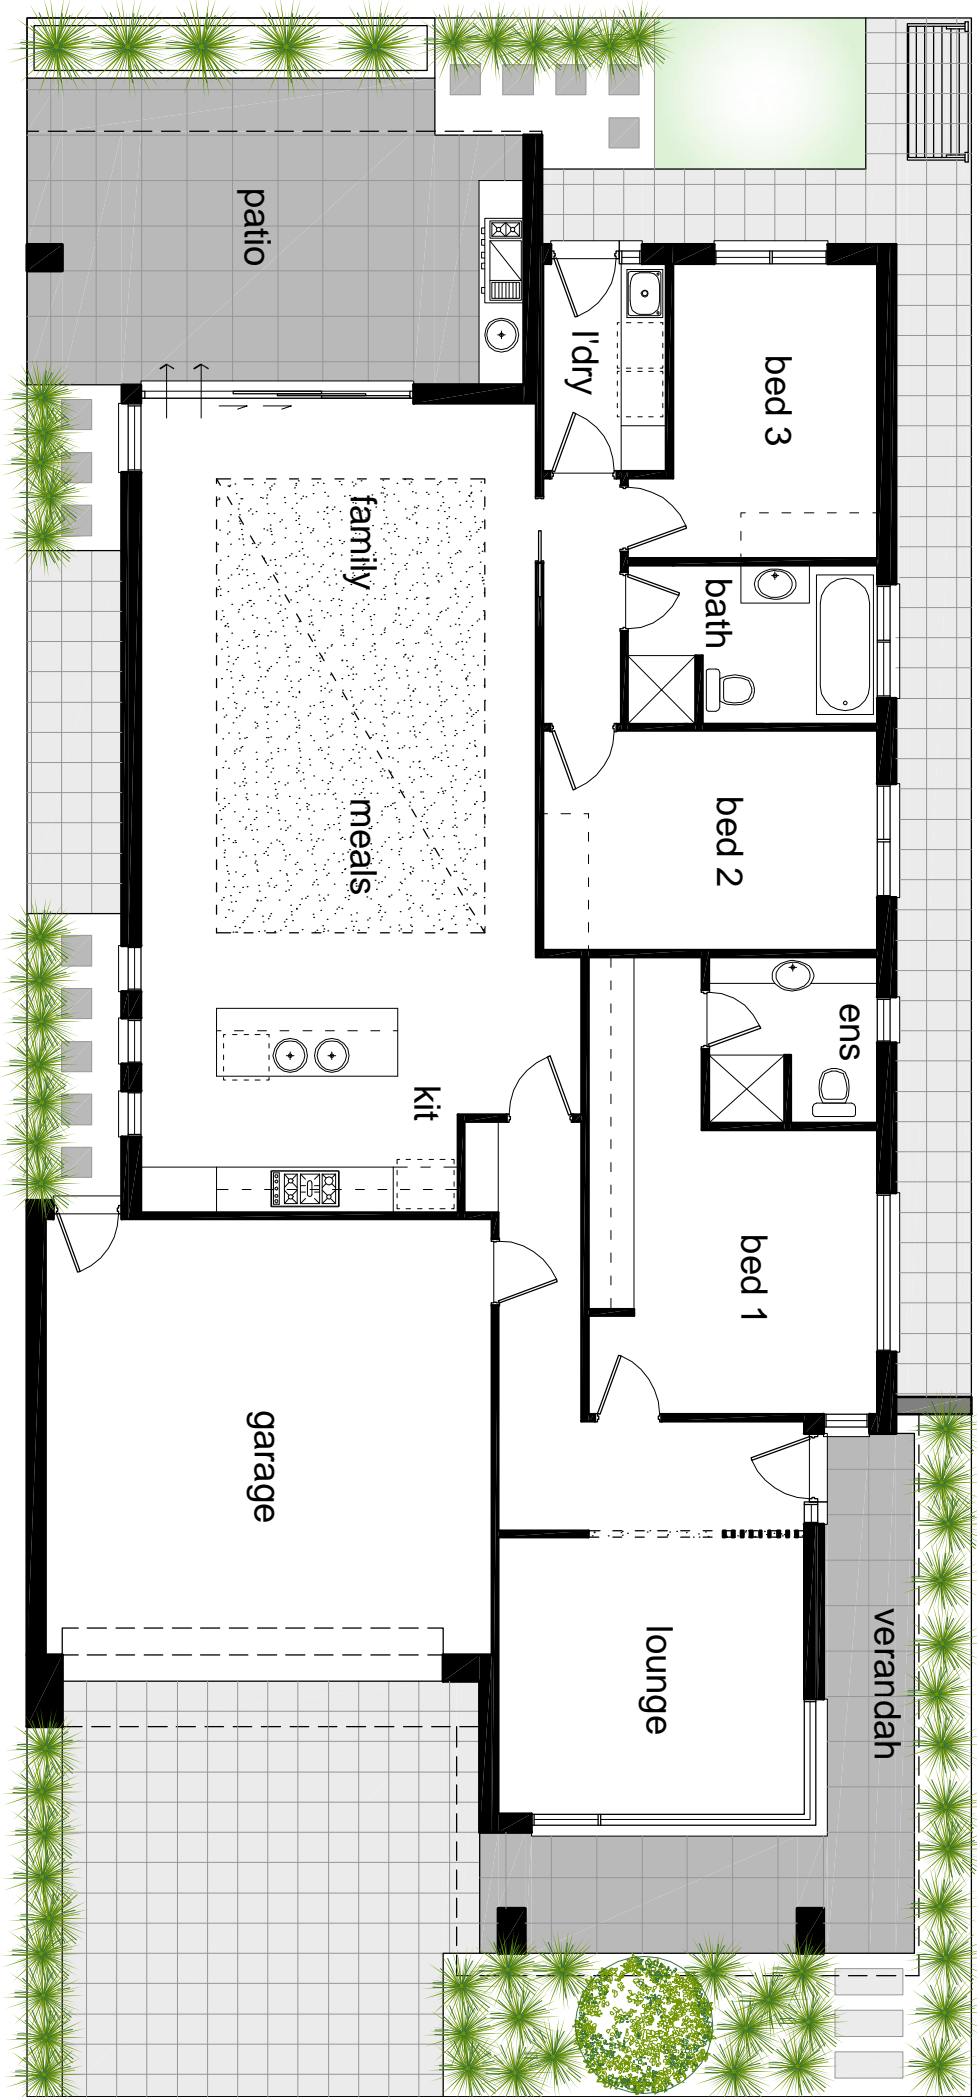 patio
l'dry
bed 3
family
bath
meals
bed 2
ens
kit
bed 1
garage
lounge
verandah